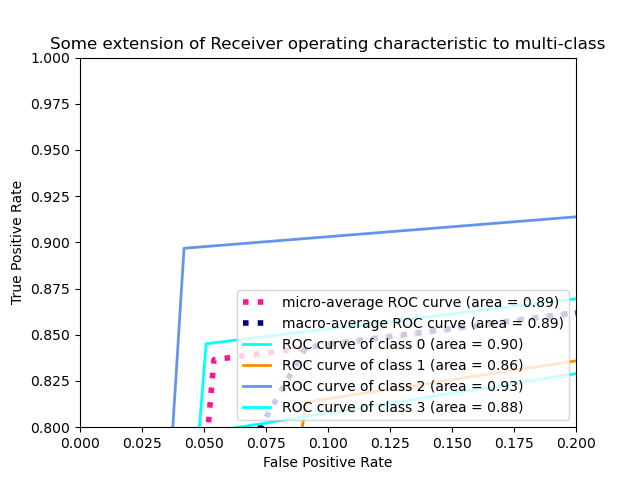 Some extension of Receiver operating characteristic to multi-class
True Positive Rate
1.000
0.975
0.950
0.925
0.900
0.875
0.850
0.825
0.800
micro-average ROC curve (area = 0.89)
macro-average ROC curve (area = 0.89)
ROC curve of class 0 (area = 0.90)
ROC curve of class 1 (area = 0.86)
ROC curve of class 2 (area = 0.93)
ROC curve of class 3 (area = 0.88)
0.000 0.025 0.050 0.075 0.100 0.125 0.150 0.175 0.200
False Positive Rate